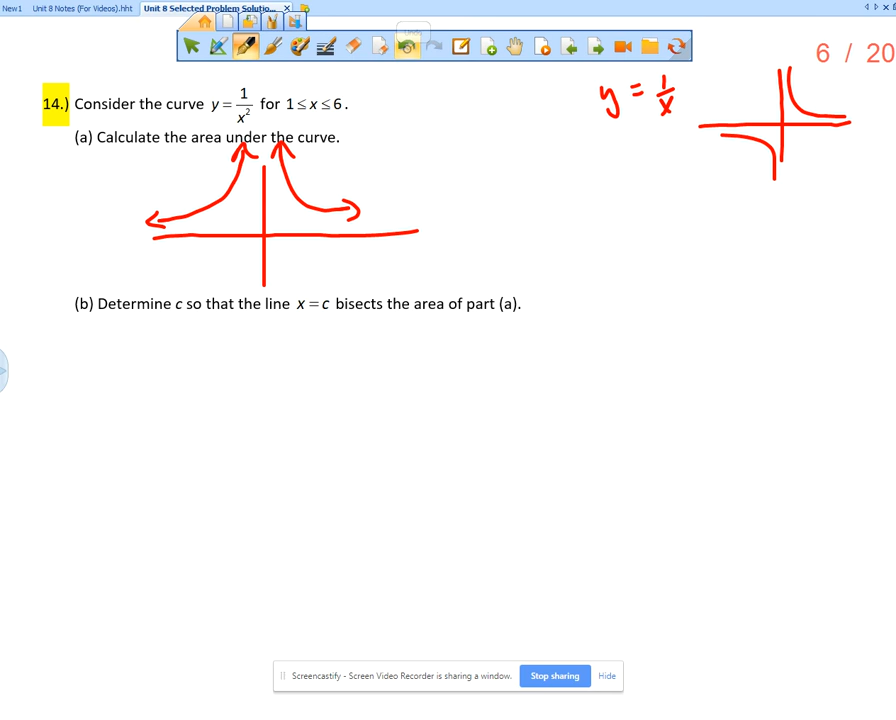 New1 Unit 8 Notes (For Videos).hht Unit 8 Selected Problem Solutio...
Undo
6 / 20
14.) Consider the curve y = 1/x² for 1 ≤ x ≤ 6.
y = 1/x
(a) Calculate the area under the curve.
(b) Determine c so that the line x = c bisects the area of part (a).
Screencastify - Screen Video Recorder is sharing a window. Stop sharing Hide